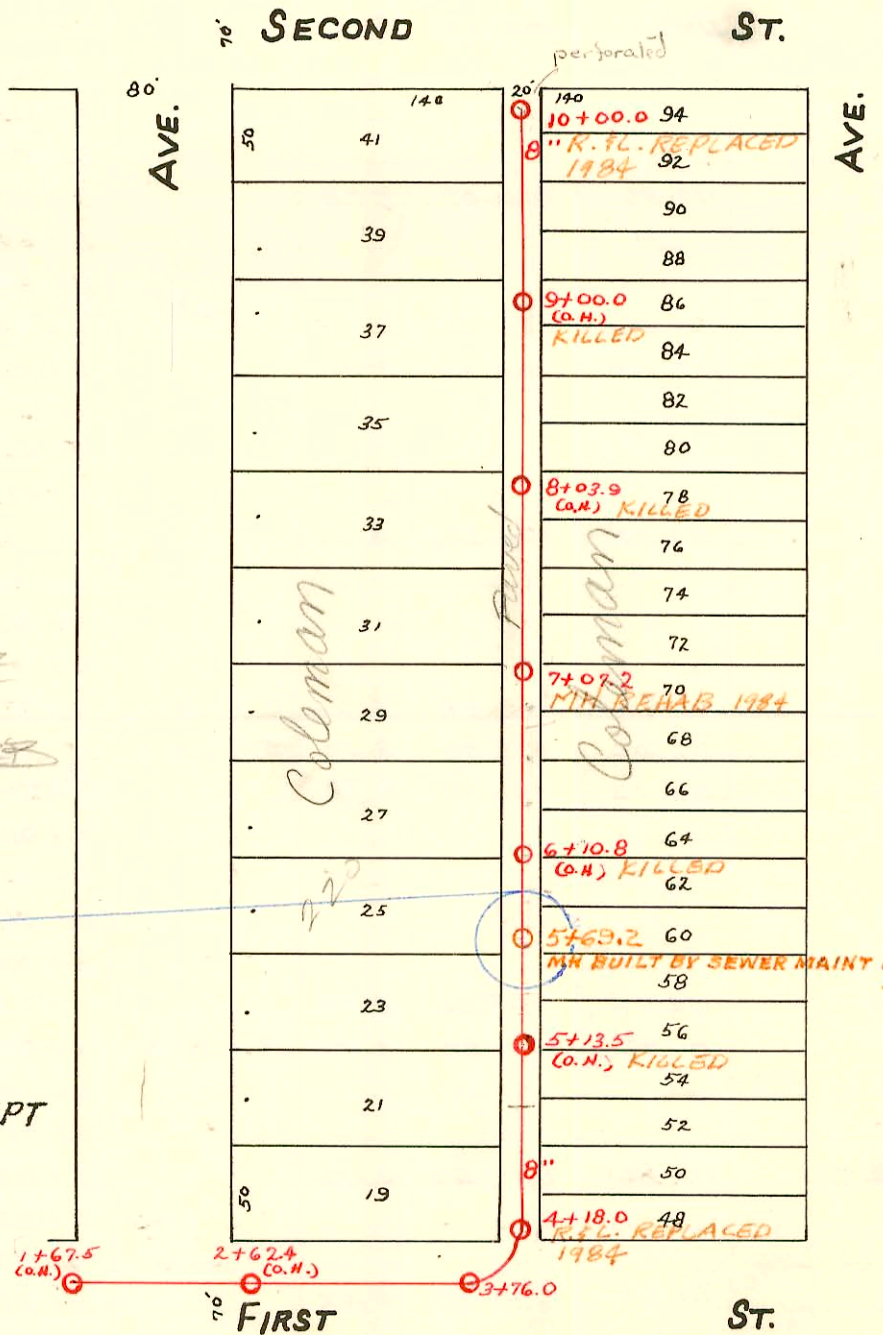 70' SECOND ST.
perforated
80' AVE.
140
20'
140
AVE.
10+00.0 94
8" R. & L. REPLACED
1984 92
50
41
90
39
88
9+00.0 86
(O.H.)
KILLED
37
84
82
35
80
8+03.9 78
(O.H.) KILLED
33
76
Paved
Coleman
Coleman
74
31
72
7+07.2 70
MH REHAB 1984
29
68
66
27
64
6+10.8
(O.H.) KILLED
62
220
25
5+69.2 60
MH BUILT BY SEWER MAINT
58
23
56
5+13.5
(O.H.) KILLED
54
PT
21
52
8"
50
50
19
4+18.0 48
R. & L. REPLACED
1984
1+67.5
(O.H.)
2+62.4
(O.H.)
3+76.0
70' FIRST ST.